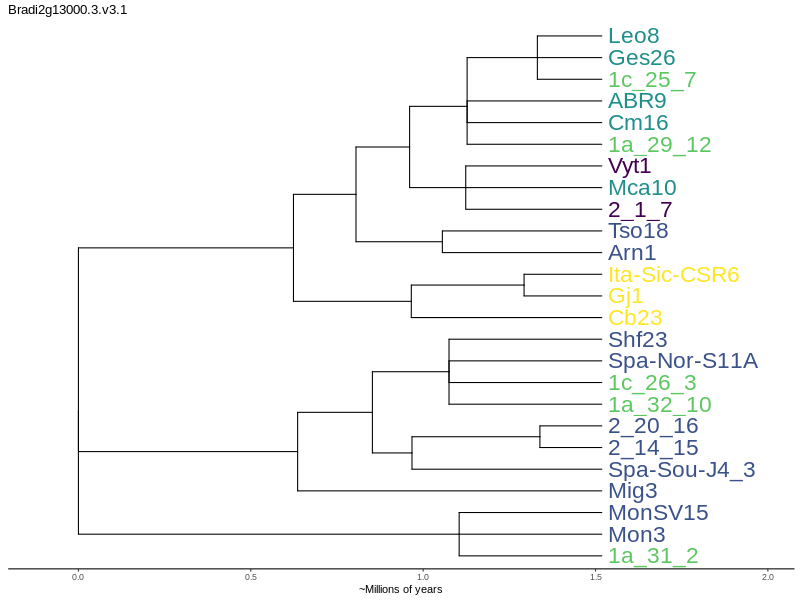 Bradi2g13000.3.v3.1
Leo8
Ges26
1c_25_7
ABR9
Cm16
1a_29_12
Vyt1
Mca10
2_1_7
Tso18
Arn1
Ita-Sic-CSR6
Gj1
Cb23
Shf23
Spa-Nor-S11A
1c_26_3
1a_32_10
2_20_16
2_14_15
Spa-Sou-J4_3
Mig3
MonSV15
Mon3
1a_31_2
0.0 0.5 1.0 1.5 2.0
~Millions of years